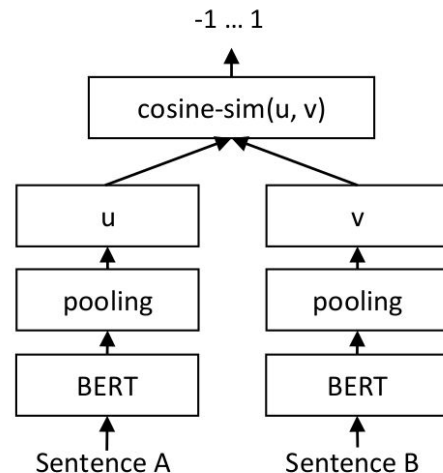 -1 … 1
cosine-sim(u, v)
u v
pooling pooling
BERT BERT
Sentence A Sentence B